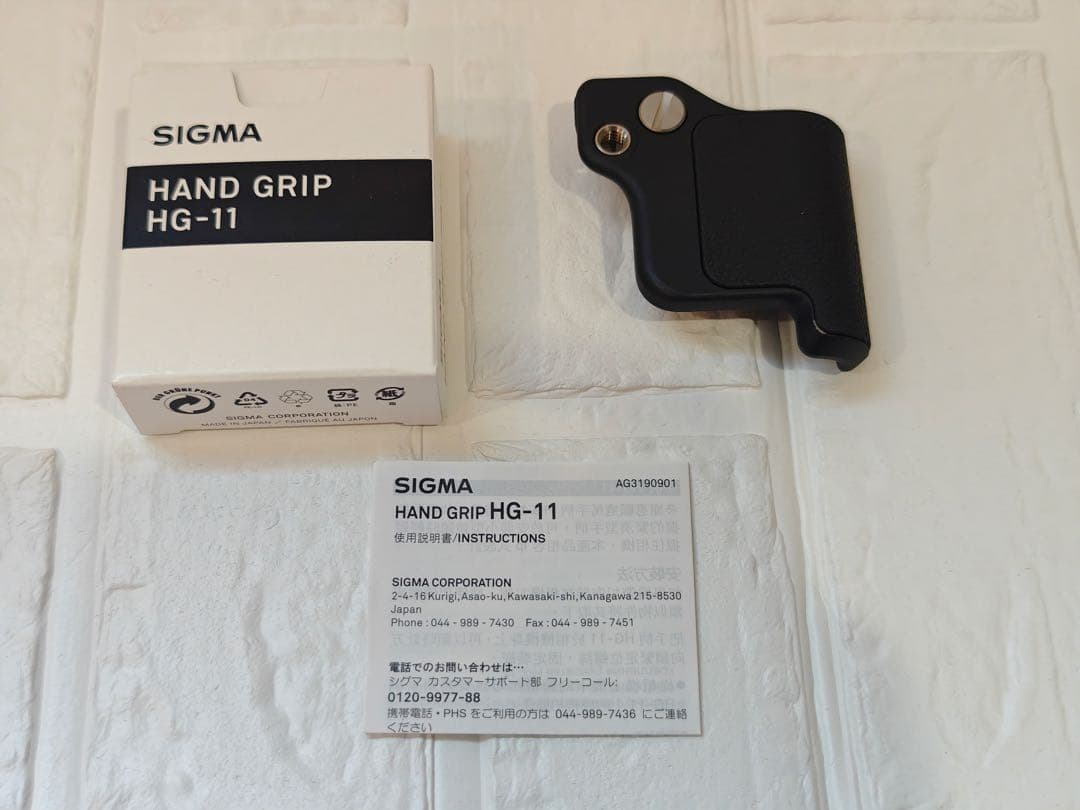 SIGMA
HAND GRIP
HG-11
DER GRÜNE PUNKT
SIGMA CORPORATION
MADE IN JAPAN / FABRIQUÉ AU JAPON
SIGMA
AG3190901
HAND GRIP HG-11
使用説明書/INSTRUCTIONS
SIGMA CORPORATION
2-4-16 Kurigi, Asao-ku, Kawasaki-shi, Kanagawa 215-8530
Japan
Phone : 044 - 989 - 7430 Fax : 044 - 989 - 7451
電話でのお問い合わせは…
シグマ カスタマーサポート部 フリーコール:
0120-9977-88
携帯電話・PHS をご利用の方は 044-989-7436 にご連絡
ください